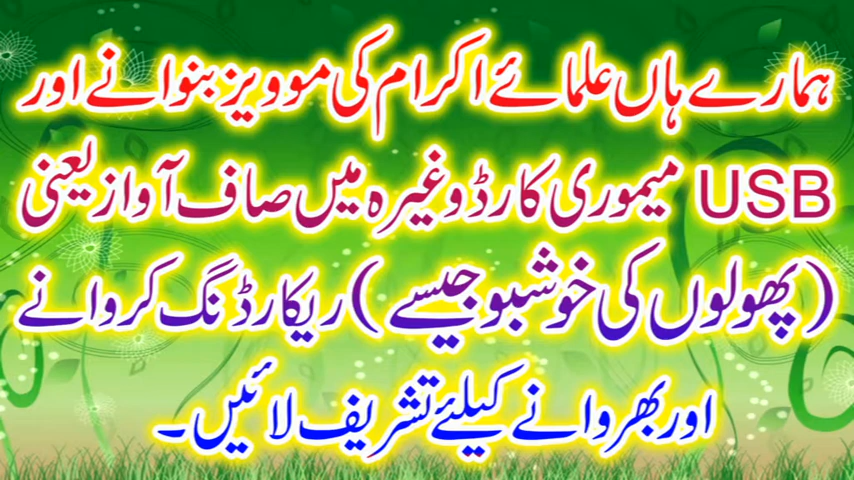 ہمارے ہاں علمائے اکرام کی موویز بنوانے اور
USB میموری کارڈ وغیرہ میں صاف آواز یعنی
(پھولوں کی خوشبو جیسے) ریکارڈنگ کروانے
اور بھروانے کیلئے تشریف لائیں۔